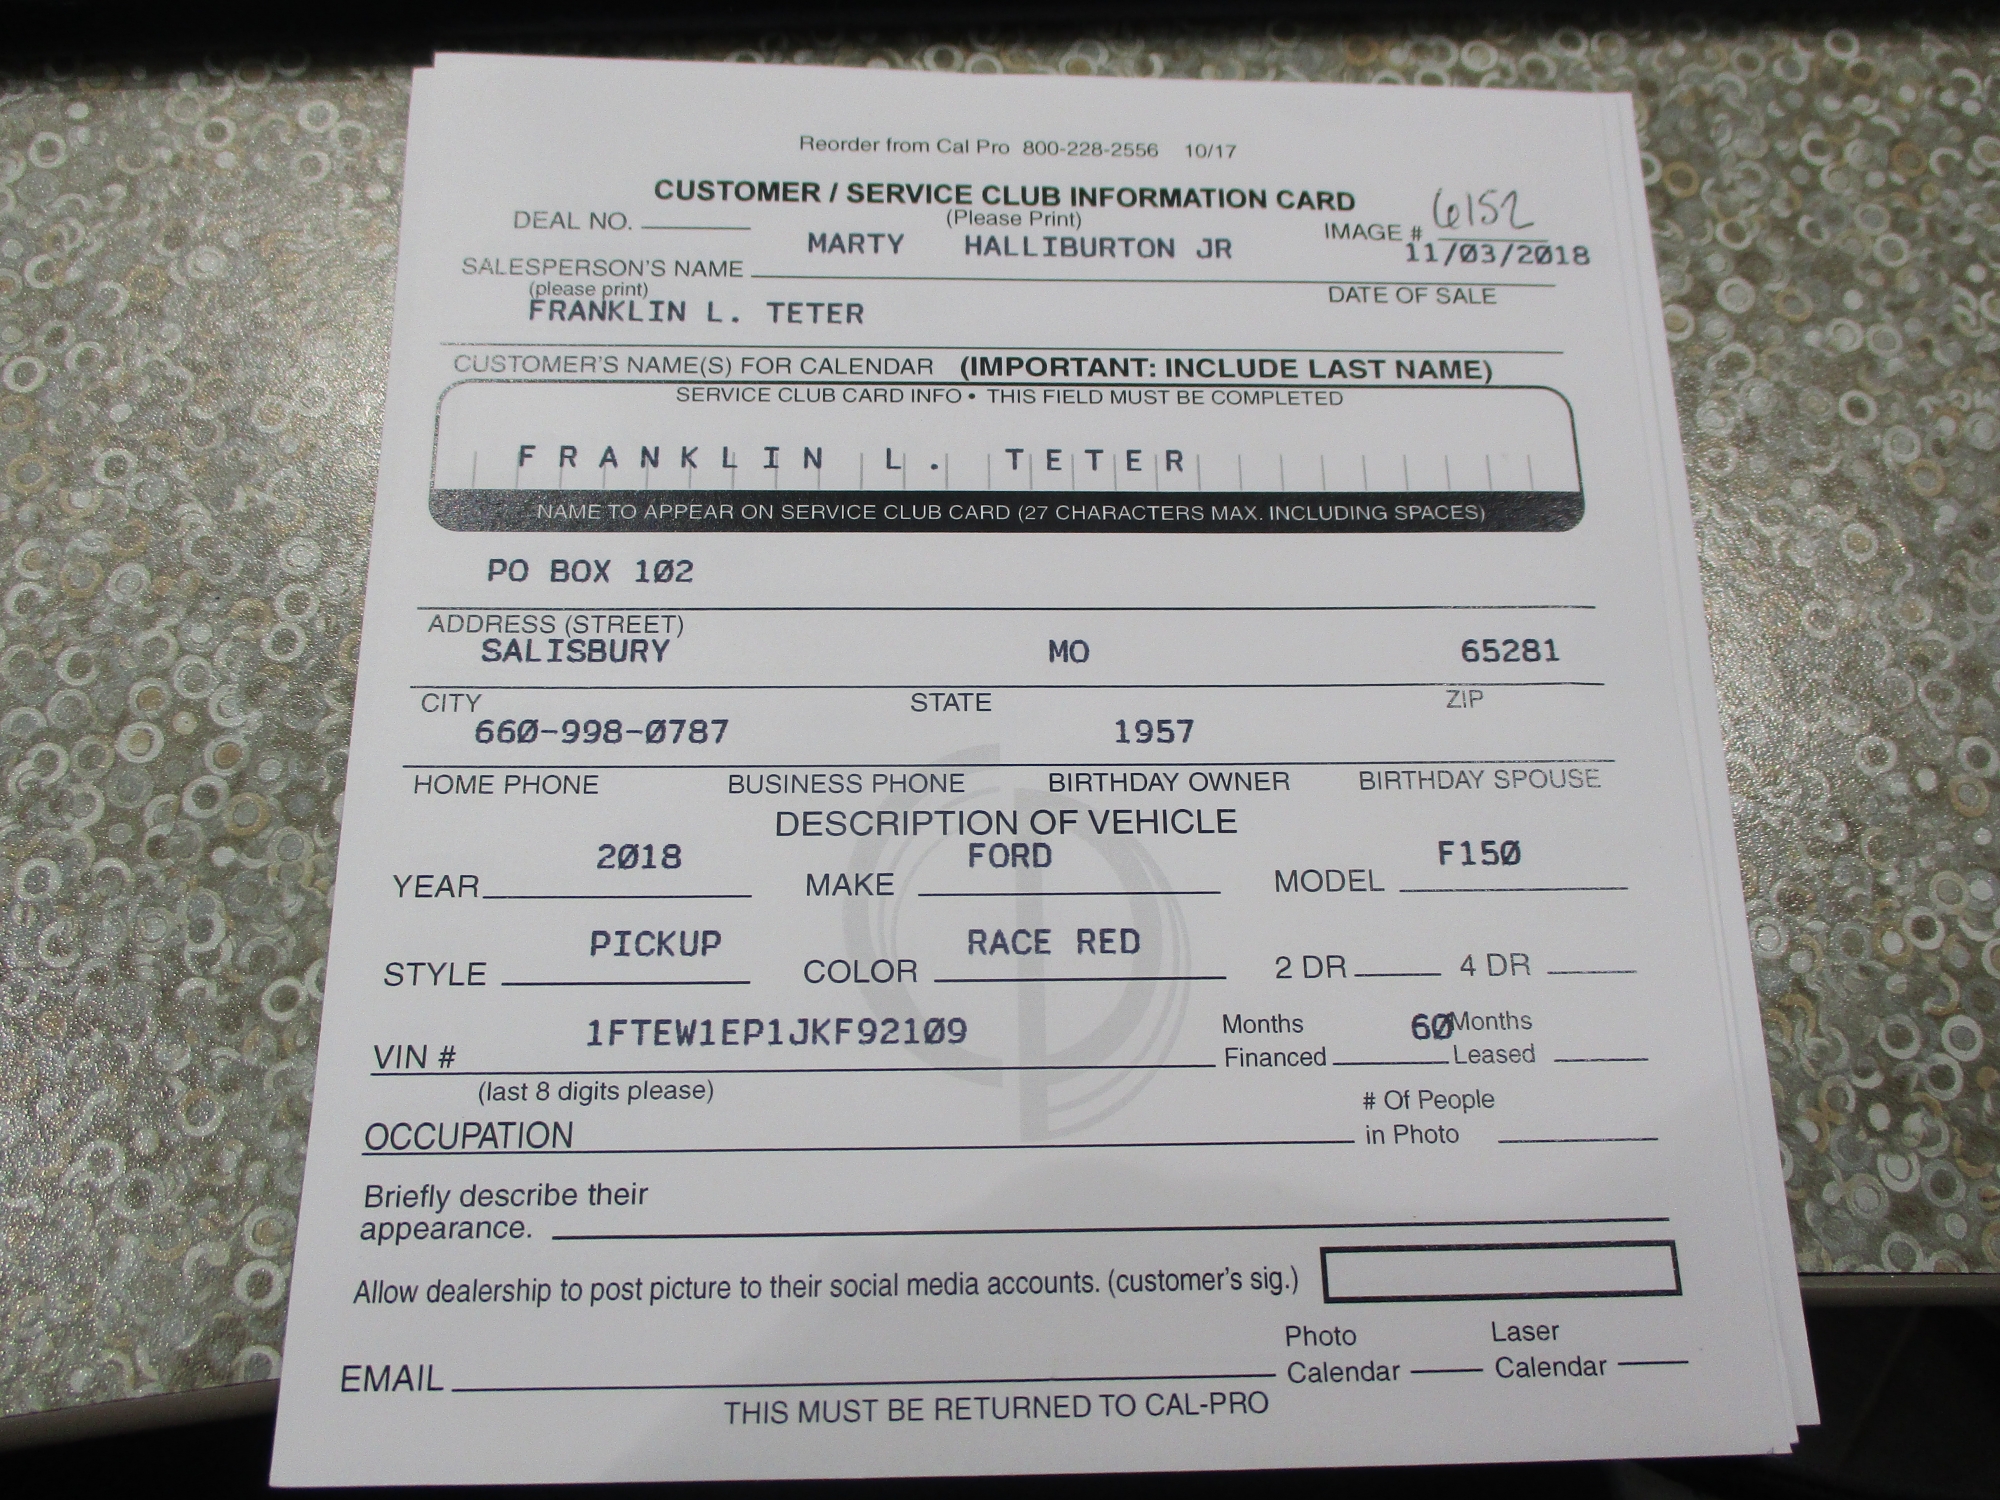 Reorder from Cal Pro 800-228-2556 10/17
CUSTOMER / SERVICE CLUB INFORMATION CARD
(Please Print)
DEAL NO. IMAGE # 6152
MARTY HALLIBURTON JR 11/03/2018
SALESPERSON'S NAME
(please print) DATE OF SALE
FRANKLIN L. TETER
CUSTOMER'S NAME(S) FOR CALENDAR (IMPORTANT: INCLUDE LAST NAME)
SERVICE CLUB CARD INFO • THIS FIELD MUST BE COMPLETED
FRANKLIN L. TETER
NAME TO APPEAR ON SERVICE CLUB CARD (27 CHARACTERS MAX. INCLUDING SPACES)
PO BOX 102
ADDRESS (STREET)
SALISBURY MO 65281
CITY STATE ZIP
660-998-0787 1957
HOME PHONE BUSINESS PHONE BIRTHDAY OWNER BIRTHDAY SPOUSE
DESCRIPTION OF VEHICLE
2018 FORD F150
YEAR MAKE MODEL
PICKUP RACE RED
STYLE COLOR 2 DR 4 DR
1FTEW1EP1JKF92109 Months 60 Months
VIN # Financed Leased
(last 8 digits please) # Of People
OCCUPATION in Photo
Briefly describe their
appearance.
Allow dealership to post picture to their social media accounts. (customer's sig.)
Photo Laser
EMAIL Calendar Calendar
THIS MUST BE RETURNED TO CAL-PRO